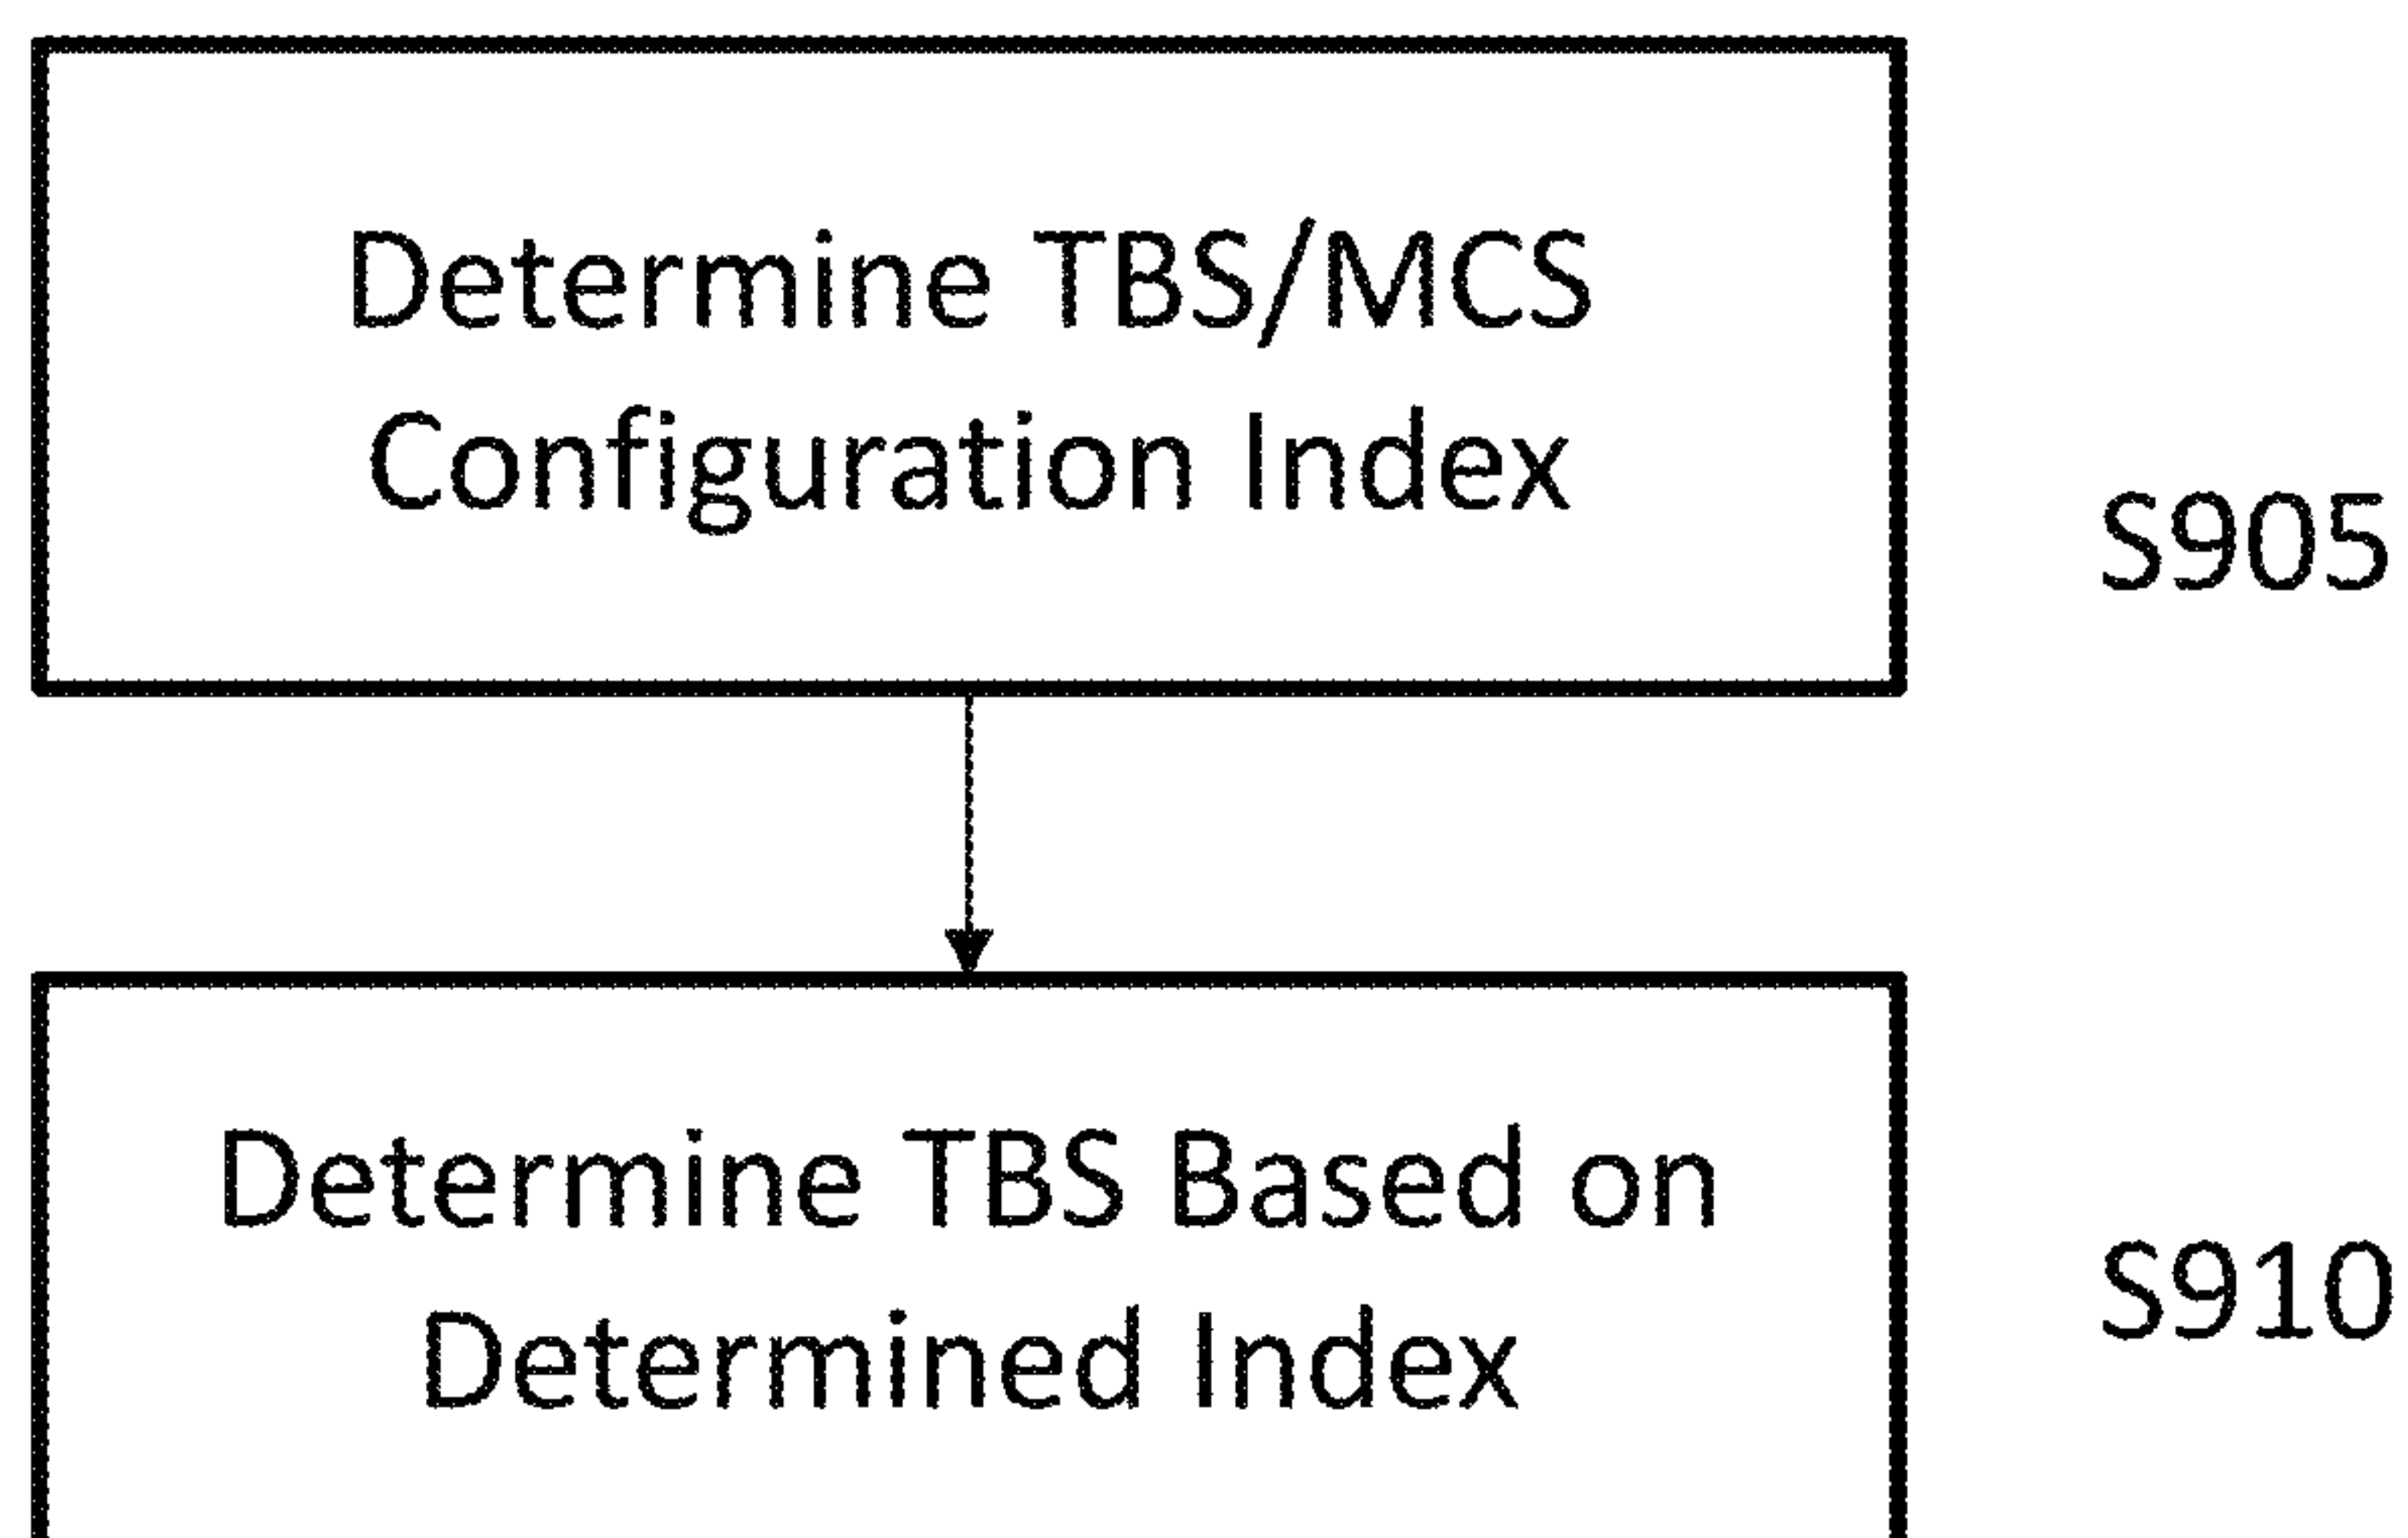 Determine TBS/MCS
Configuration Index
S905
Determine TBS Based on
Determined Index
S910